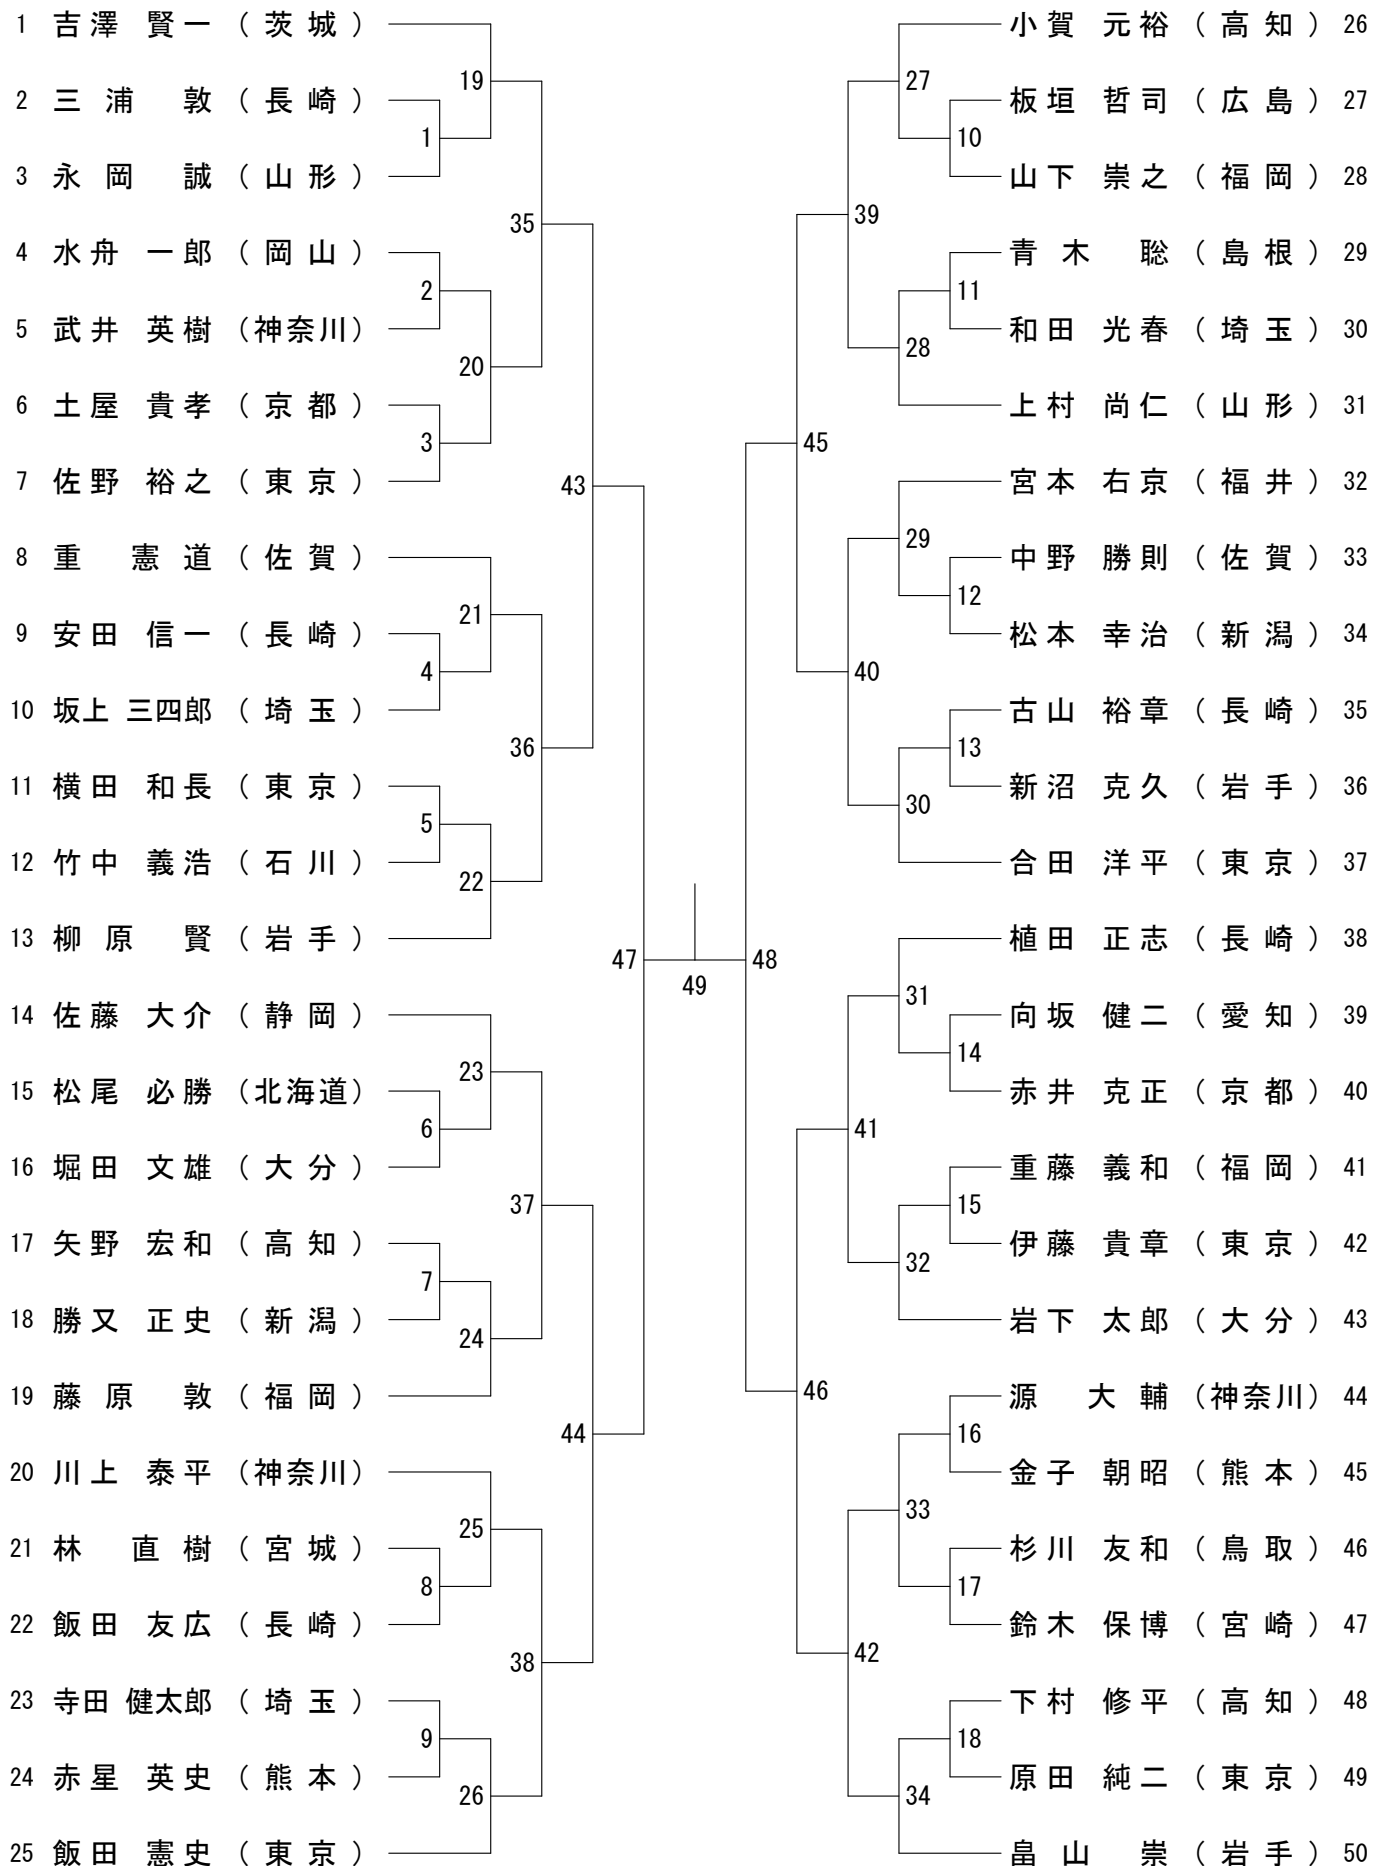 1 吉澤 賢一 (茨城)
2 三浦 敦 (長崎)
3 永岡 誠 (山形)
4 水舟 一郎 (岡山)
5 武井 英樹 (神奈川)
6 土屋 貴孝 (京都)
7 佐野 裕之 (東京)
8 重 憲道 (佐賀)
9 安田 信一 (長崎)
10 坂上 三四郎 (埼玉)
11 横田 和長 (東京)
12 竹中 義浩 (石川)
13 柳原 賢 (岩手)
14 佐藤 大介 (静岡)
15 松尾 必勝 (北海道)
16 堀田 文雄 (大分)
17 矢野 宏和 (高知)
18 勝又 正史 (新潟)
19 藤原 敦 (福岡)
20 川上 泰平 (神奈川)
21 林 直樹 (宮城)
22 飯田 友広 (長崎)
23 寺田 健太郎 (埼玉)
24 赤星 英史 (熊本)
25 飯田 憲史 (東京)
1
2
3
4
5
6
7
8
9
19
20
21
22
23
24
25
26
35
36
37
38
43
44
47
49
48
45
46
39
40
41
42
27
28
29
30
31
32
33
34
10
11
12
13
14
15
16
17
18
小賀 元裕 (高知) 26
板垣 哲司 (広島) 27
山下 崇之 (福岡) 28
青木 聡 (島根) 29
和田 光春 (埼玉) 30
上村 尚仁 (山形) 31
宮本 右京 (福井) 32
中野 勝則 (佐賀) 33
松本 幸治 (新潟) 34
古山 裕章 (長崎) 35
新沼 克久 (岩手) 36
合田 洋平 (東京) 37
植田 正志 (長崎) 38
向坂 健二 (愛知) 39
赤井 克正 (京都) 40
重藤 義和 (福岡) 41
伊藤 貴章 (東京) 42
岩下 太郎 (大分) 43
源 大輔 (神奈川) 44
金子 朝昭 (熊本) 45
杉川 友和 (鳥取) 46
鈴木 保博 (宮崎) 47
下村 修平 (高知) 48
原田 純二 (東京) 49
畠山 崇 (岩手) 50